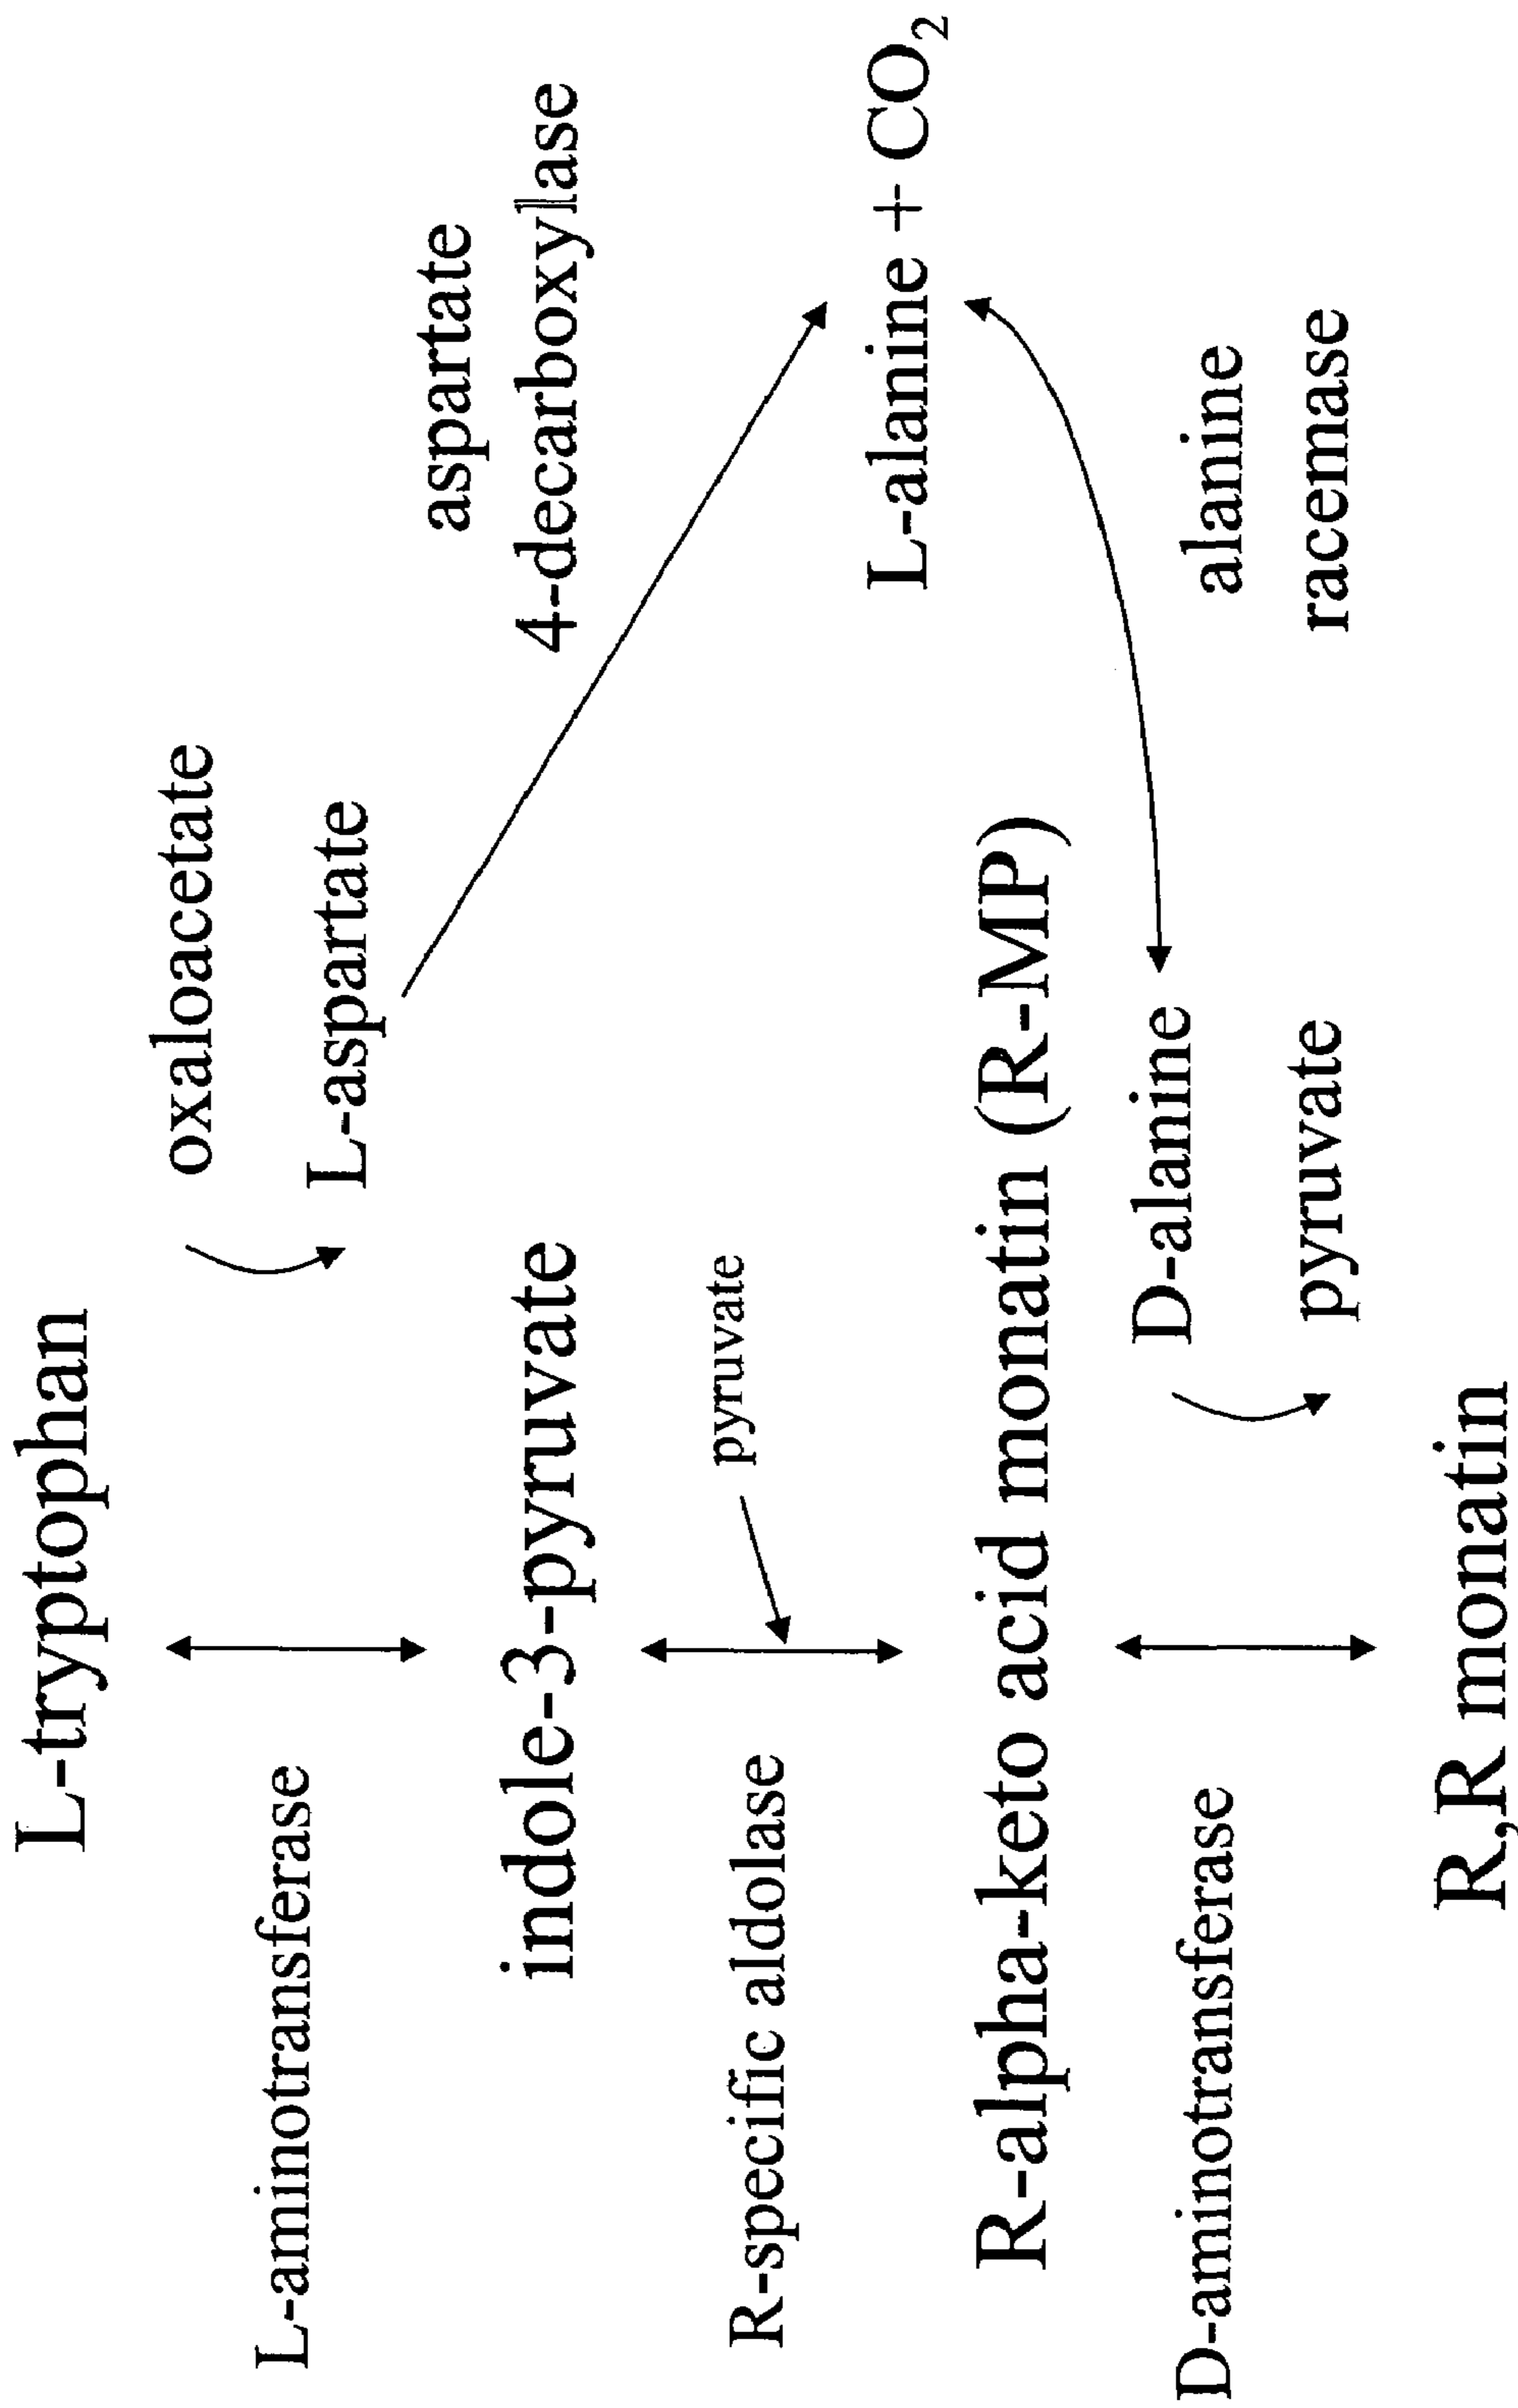 L-tryptophan
oxaloacetate
L-aminotransferase
L-aspartate
aspartate
4-decarboxylase
indole-3-pyruvate
pyruvate
R-specific aldolase
L-alanine + CO₂
R-alpha-keto acid monatin (R-MP)
D-alanine
alanine
D-aminotransferase
pyruvate
racemase
R,R monatin